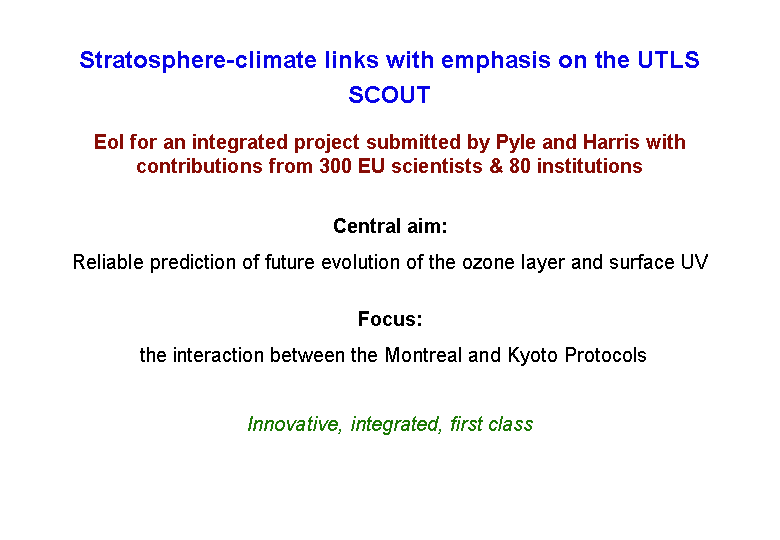 Stratosphere-climate links with emphasis on the UTLS
SCOUT
EoI for an integrated project submitted by Pyle and Harris with
contributions from 300 EU scientists & 80 institutions
Central aim:
Reliable prediction of future evolution of the ozone layer and surface UV
Focus:
the interaction between the Montreal and Kyoto Protocols
Innovative, integrated, first class